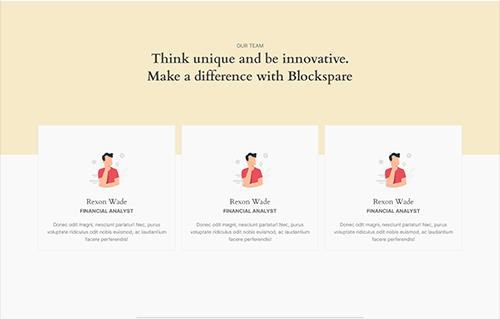 OUR TEAM
Think unique and be innovative.
Make a difference with Blockspare
Rexon Wade
FINANCIAL ANALYST
Donec odit magni, nesciunt pariatur! Nec, purus
voluptate ridiculus odit nobis euismod, ac laudantium
facere perferendis!
Rexon Wade
FINANCIAL ANALYST
Donec odit magni, nesciunt pariatur! Nec, purus
voluptate ridiculus odit nobis euismod, ac laudantium
facere perferendis!
Rexon Wade
FINANCIAL ANALYST
Donec odit magni, nesciunt pariatur! Nec, purus
voluptate ridiculus odit nobis euismod, ac laudantium
facere perferendis!